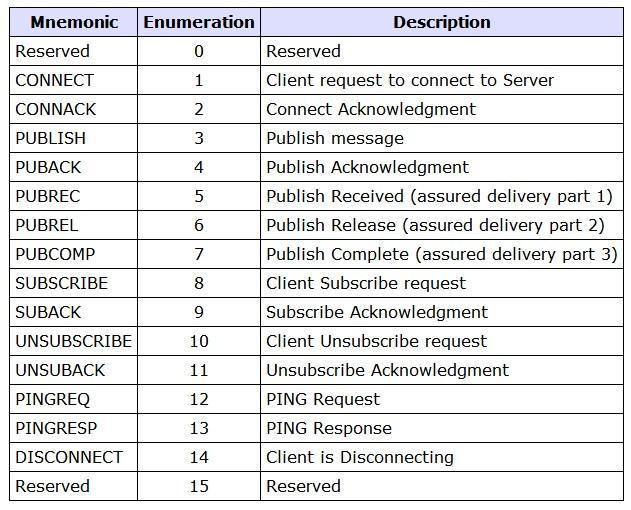 Mnemonic Enumeration Description
Reserved 0 Reserved
CONNECT 1 Client request to connect to Server
CONNACK 2 Connect Acknowledgment
PUBLISH 3 Publish message
PUBACK 4 Publish Acknowledgment
PUBREC 5 Publish Received (assured delivery part 1)
PUBREL 6 Publish Release (assured delivery part 2)
PUBCOMP 7 Publish Complete (assured delivery part 3)
SUBSCRIBE 8 Client Subscribe request
SUBACK 9 Subscribe Acknowledgment
UNSUBSCRIBE 10 Client Unsubscribe request
UNSUBACK 11 Unsubscribe Acknowledgment
PINGREQ 12 PING Request
PINGRESP 13 PING Response
DISCONNECT 14 Client is Disconnecting
Reserved 15 Reserved